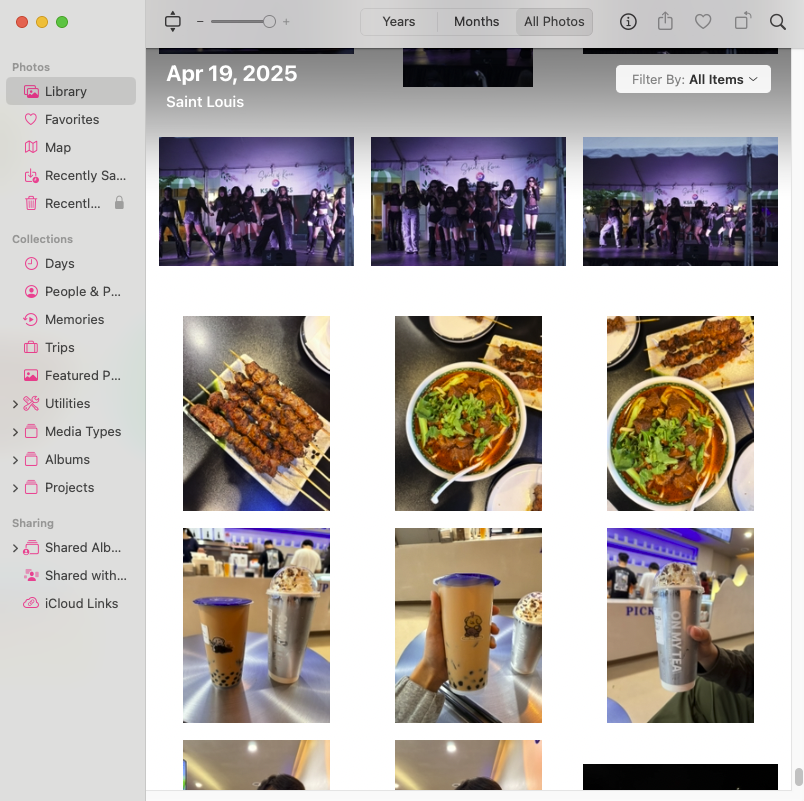 Years
Months
All Photos
Photos
Library
Favorites
Map
Recently Sa...
Recentl...
Collections
Days
People & P...
Memories
Trips
Featured P...
Utilities
Media Types
Albums
Projects
Sharing
Shared Alb...
Shared with...
iCloud Links
Apr 19, 2025
Saint Louis
Filter By: All Items
PICK
ON MY TEA